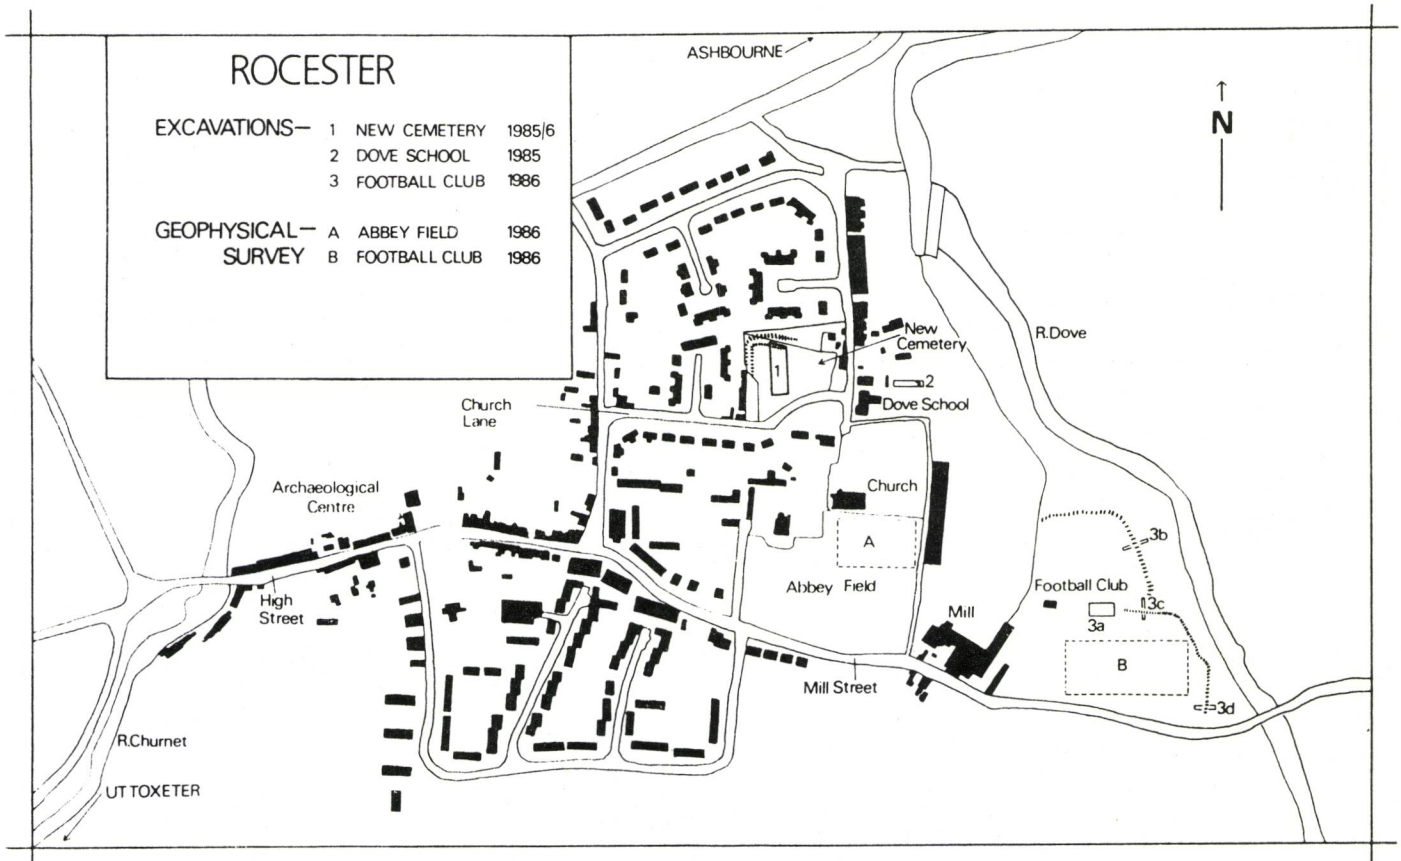 ROCESTER
EXCAVATIONS— 1 NEW CEMETERY 1985/6
2 DOVE SCHOOL 1985
3 FOOTBALL CLUB 1986
GEOPHYSICAL— A ABBEY FIELD 1986
SURVEY B FOOTBALL CLUB 1986
ASHBOURNE
N
New
Cemetery
R.Dove
1
2
Dove School
Church
Lane
Archaeological
Centre
Church
A
Abbey Field
3b
Football Club
3c
3a
High
Street
Mill
B
Mill Street
3d
R.Churnet
UTTOXETER